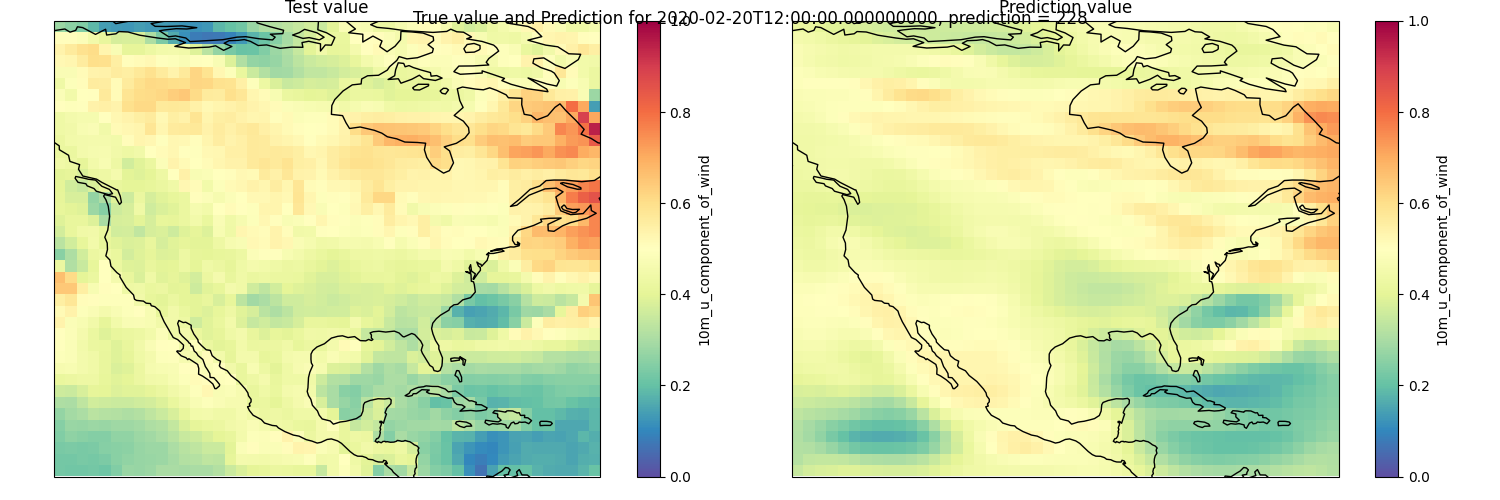 Test value
Prediction value
True value and Prediction for 2020-02-20T12:00:00.000000000, prediction = 228
1.0
0.8
0.6
0.4
0.2
0.0
10m_u_component_of_wind
1.0
0.8
0.6
0.4
0.2
0.0
10m_u_component_of_wind